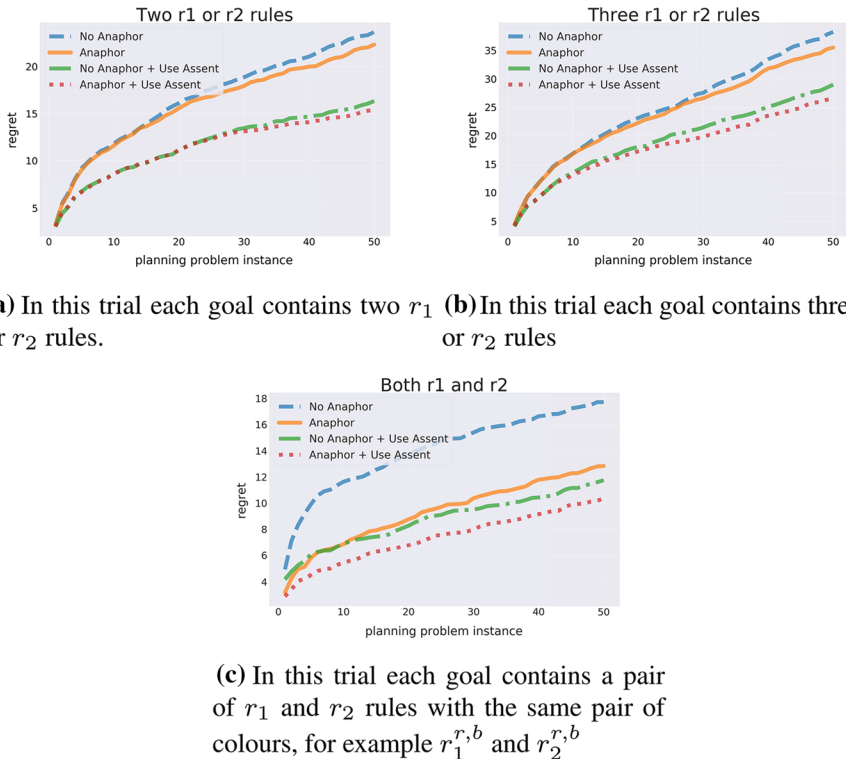 Two r1 or r2 rules
No Anaphor
Anaphor
No Anaphor + Use Assent
Anaphor + Use Assent
20
15
10
5
regret
0 10 20 30 40 50
planning problem instance
a) In this trial each goal contains two r1
r r2 rules.
Three r1 or r2 rules
No Anaphor
Anaphor
No Anaphor + Use Assent
Anaphor + Use Assent
35
30
25
20
15
10
5
regret
0 10 20 30 40 50
planning problem instance
(b) In this trial each goal contains thre
or r2 rules
Both r1 and r2
No Anaphor
Anaphor
No Anaphor + Use Assent
Anaphor + Use Assent
18
16
14
12
10
8
6
4
regret
0 10 20 30 40 50
planning problem instance
(c) In this trial each goal contains a pair
of r1 and r2 rules with the same pair of
colours, for example r1^r,b and r2^r,b